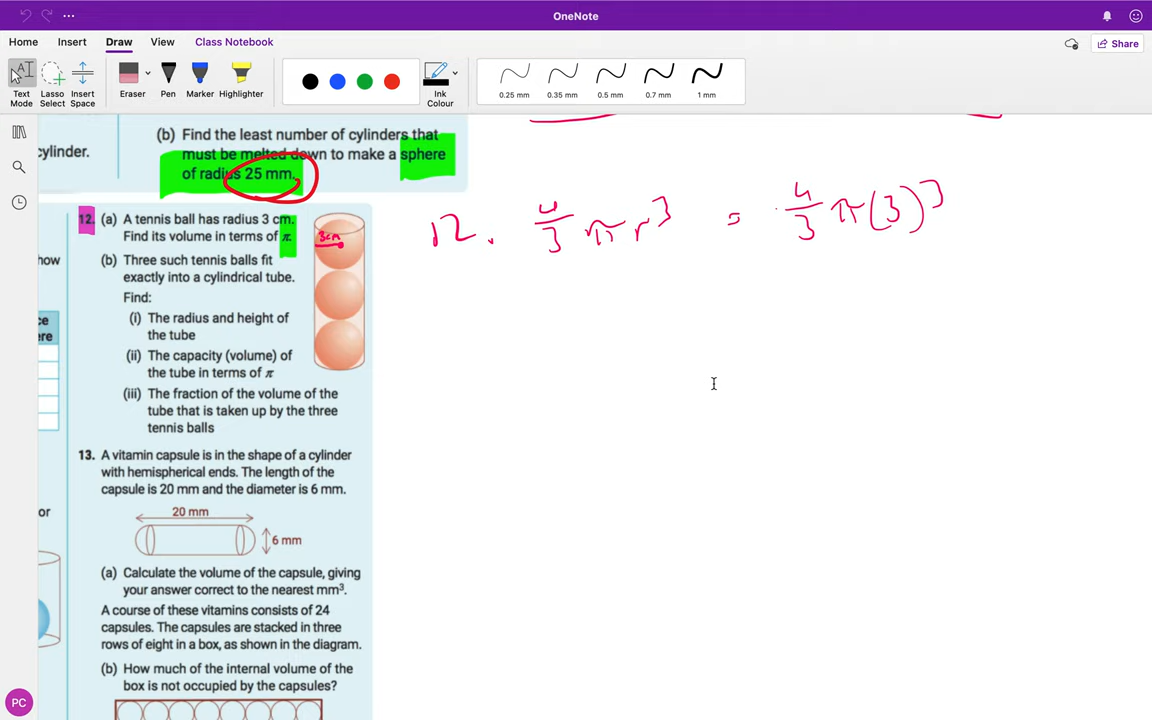 OneNote
Home Insert Draw View Class Notebook
Share
Text Mode
Lasso Select
Insert Space
Eraser
Pen
Marker
Highlighter
Ink Colour
0.25 mm 0.35 mm 0.5 mm 0.7 mm 1 mm
cylinder.
(b) Find the least number of cylinders that
must be melted down to make a sphere
of radius 25 mm.
how
ce
ere
or
12. (a) A tennis ball has radius 3 cm.
Find its volume in terms of π.
3cm
(b) Three such tennis balls fit
exactly into a cylindrical tube.
Find:
(i) The radius and height of
the tube
(ii) The capacity (volume) of
the tube in terms of π
(iii) The fraction of the volume of the
tube that is taken up by the three
tennis balls
12. 4/3 πr³ = 4/3 π(3)³
13. A vitamin capsule is in the shape of a cylinder
with hemispherical ends. The length of the
capsule is 20 mm and the diameter is 6 mm.
20 mm
6 mm
(a) Calculate the volume of the capsule, giving
your answer correct to the nearest mm³.
A course of these vitamins consists of 24
capsules. The capsules are stacked in three
rows of eight in a box, as shown in the diagram.
(b) How much of the internal volume of the
box is not occupied by the capsules?
PC